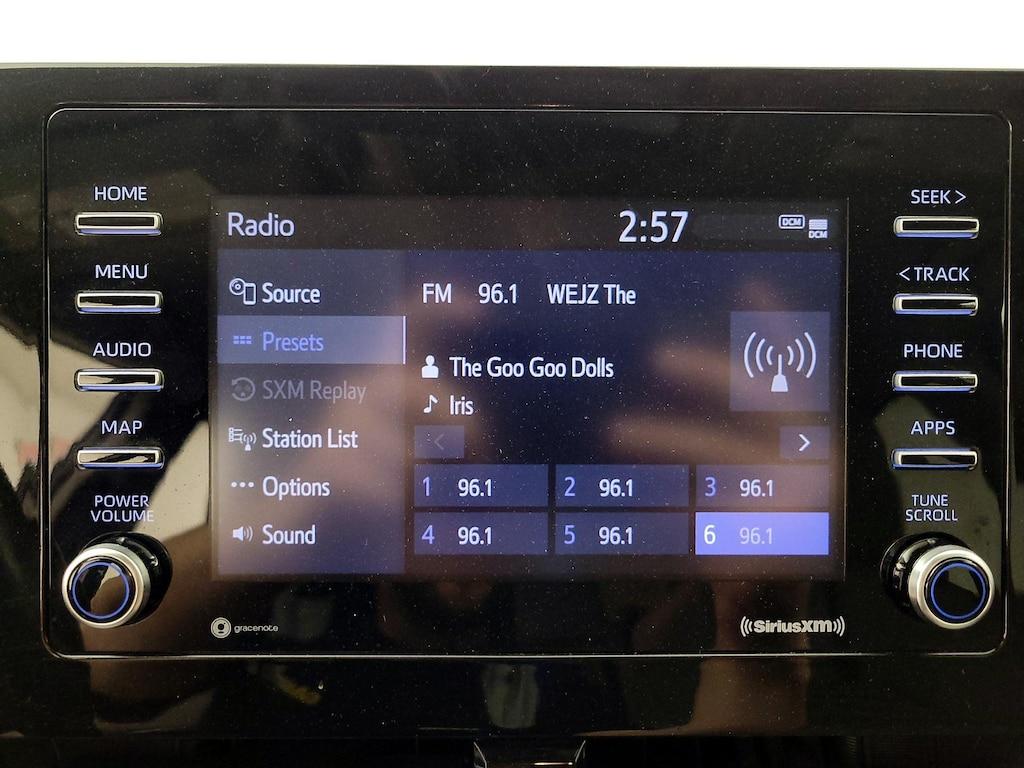 HOME
MENU
AUDIO
MAP
POWER
VOLUME
Radio
2:57
DCM
DCM
Source
Presets
SXM Replay
Station List
Options
Sound
FM 96.1 WEJZ The
The Goo Goo Dolls
Iris
< >
1 96.1 2 96.1 3 96.1
4 96.1 5 96.1 6 96.1
SEEK >
< TRACK
PHONE
APPS
TUNE
SCROLL
gracenote
SiriusXM